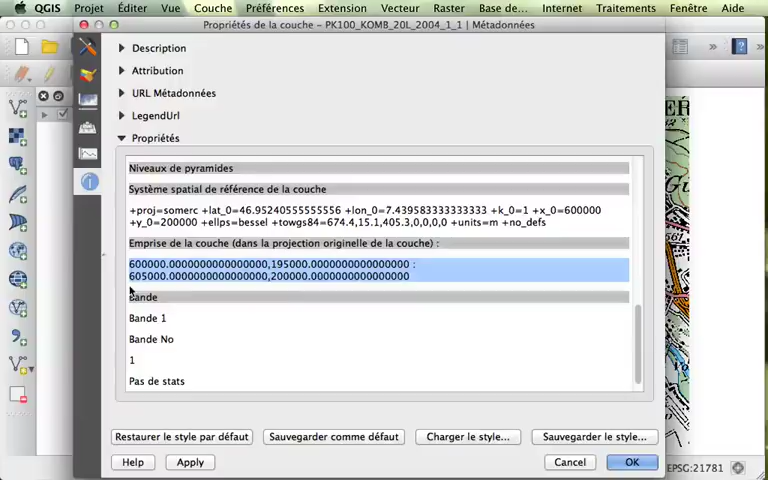 QGIS Projet Éditer Vue Couche Préférences Extension Vecteur Raster Base de... Internet Traitements Fenêtre Aide
Propriétés de la couche – PK100_KOMB_20L_2004_1_1 | Métadonnées
Description
Attribution
URL Métadonnées
LegendUrl
Propriétés
Niveaux de pyramides
Système spatial de référence de la couche
+proj=somerc +lat_0=46.95240555555556 +lon_0=7.439583333333333 +k_0=1 +x_0=600000
+y_0=200000 +ellps=bessel +towgs84=674.4,15.1,405.3,0,0,0,0 +units=m +no_defs
Emprise de la couche (dans la projection originelle de la couche) :
600000.0000000000000000,195000.0000000000000000 :
605000.0000000000000000,200000.0000000000000000
Bande
Bande 1
Bande No
1
Pas de stats
Restaurer le style par défaut Sauvegarder comme défaut Charger le style... Sauvegarder le style...
Help Apply Cancel OK
EPSG:21781